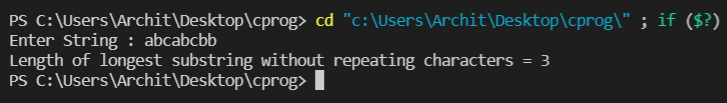 PS C:\Users\Archit\Desktop\cprog> cd "c:\Users\Archit\Desktop\cprog\" ; if ($?)
Enter String : abcabcbb
Length of longest substring without repeating characters = 3
PS C:\Users\Archit\Desktop\cprog>